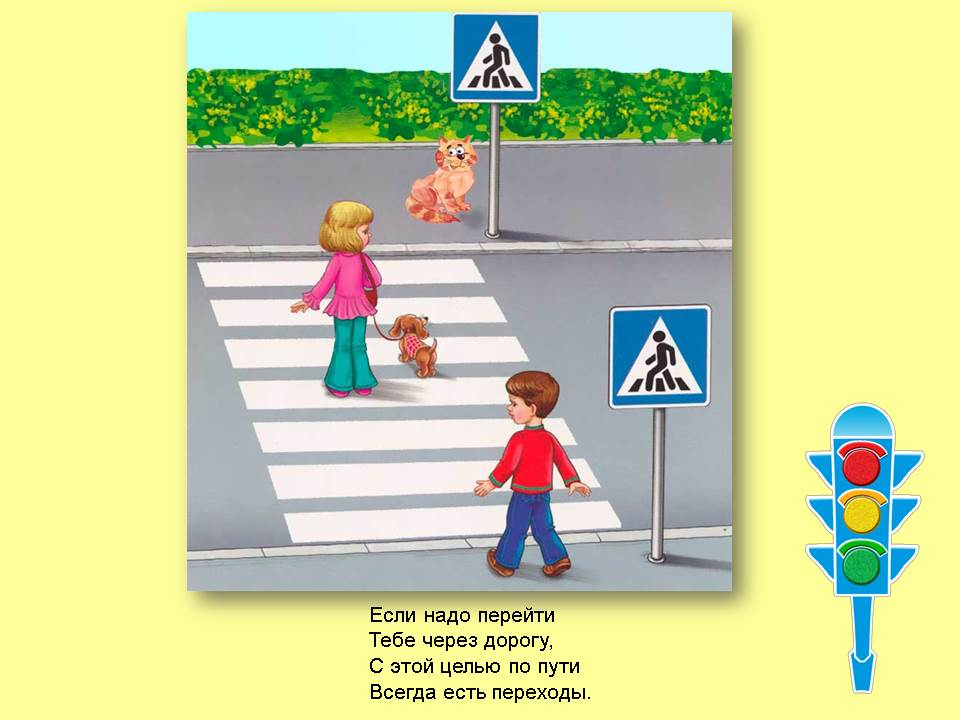 Если надо перейти
Тебе через дорогу,
С этой целью по пути
Всегда есть переходы.